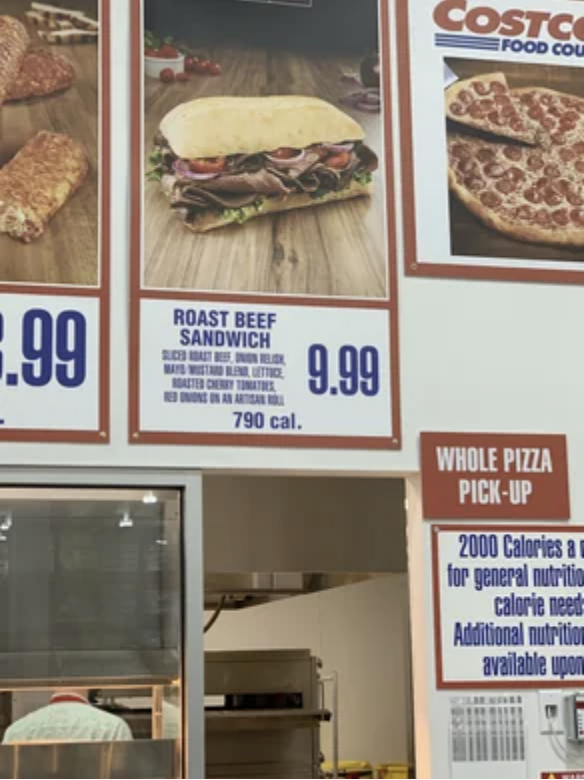 COSTCO
FOOD COU
.99
ROAST BEEF
SANDWICH
SLICED ROAST BEEF, ONION RELISH,
MAYO/MUSTARD BLEND, LETTUCE,
ROASTED CHERRY TOMATOES,
RED ONIONS ON AN ARTISAN ROLL
9.99
790 cal.
WHOLE PIZZA
PICK-UP
2000 Calories a
for general nutritio
calorie need
Additional nutritio
available upon